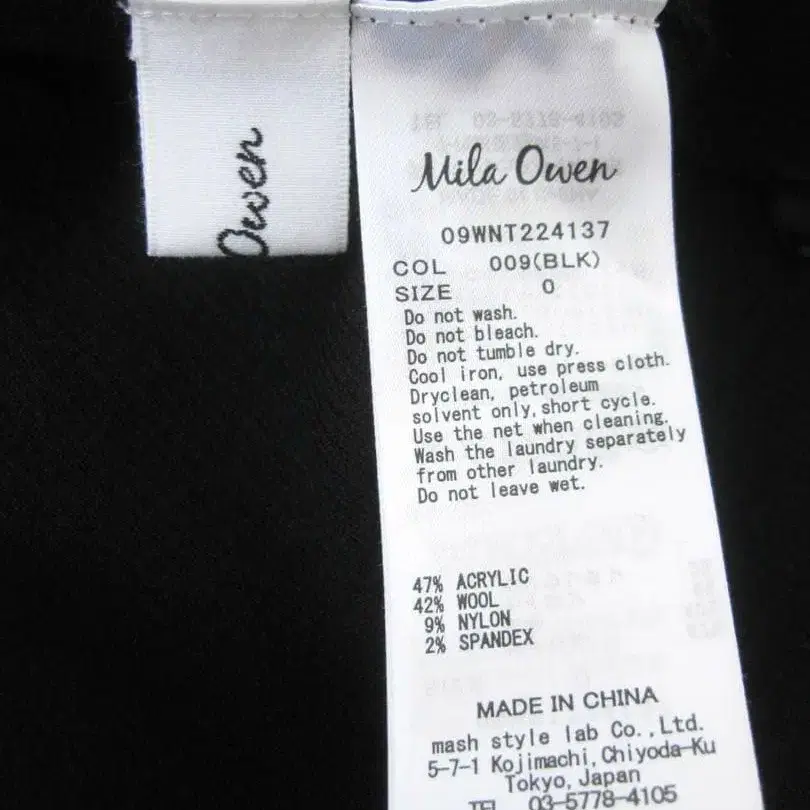 Owen
Mila Owen
09WNT224137
COL 009(BLK)
SIZE 0
Do not wash.
Do not bleach.
Do not tumble dry.
Cool iron, use press cloth.
Dryclean, petroleum
solvent only, short cycle.
Use the net when cleaning.
Wash the laundry separately
from other laundry.
Do not leave wet.
47% ACRYLIC
42% WOOL
9% NYLON
2% SPANDEX
MADE IN CHINA
mash style lab Co.,Ltd.
5-7-1 Kojimachi,Chiyoda-Ku
Tokyo,Japan
TEL 03-5778-4105